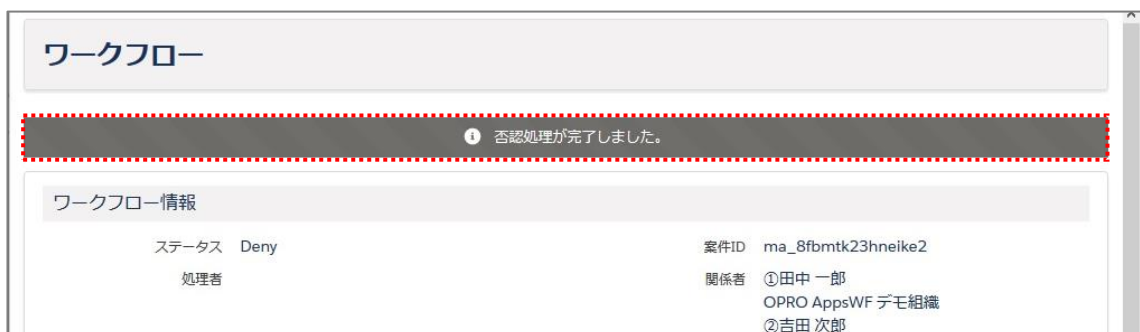 ワークフロー
否認処理が完了しました。
ワークフロー情報
ステータス Deny 案件ID ma_8fbmtk23hneike2
処理者 関係者 ①田中 一郎
OPRO AppsWF デモ組織
②吉田 次郎